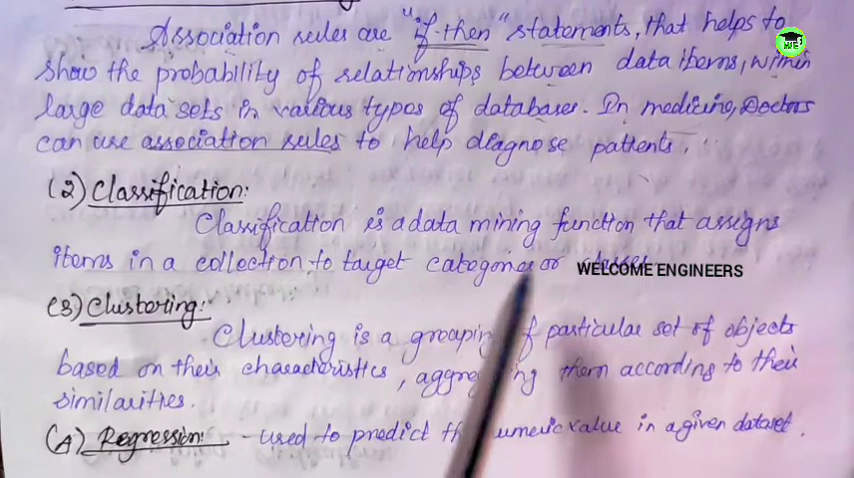 Association rules are "if-then" statements, that helps to
show the probability of relationships between data items, within
large data sets in various types of databases. In medicine, Doctors
can use association rules to help diagnose patients.
(2) Classification:
Classification is a data mining function that assigns
items in a collection to target categories or
WELCOME ENGINEERS
(3) Clustering:
Clustering is a grouping of particular set of objects
based on their characteristics, them according to their
similarities.
(4) Regression: - used to predict value in a given dataset.